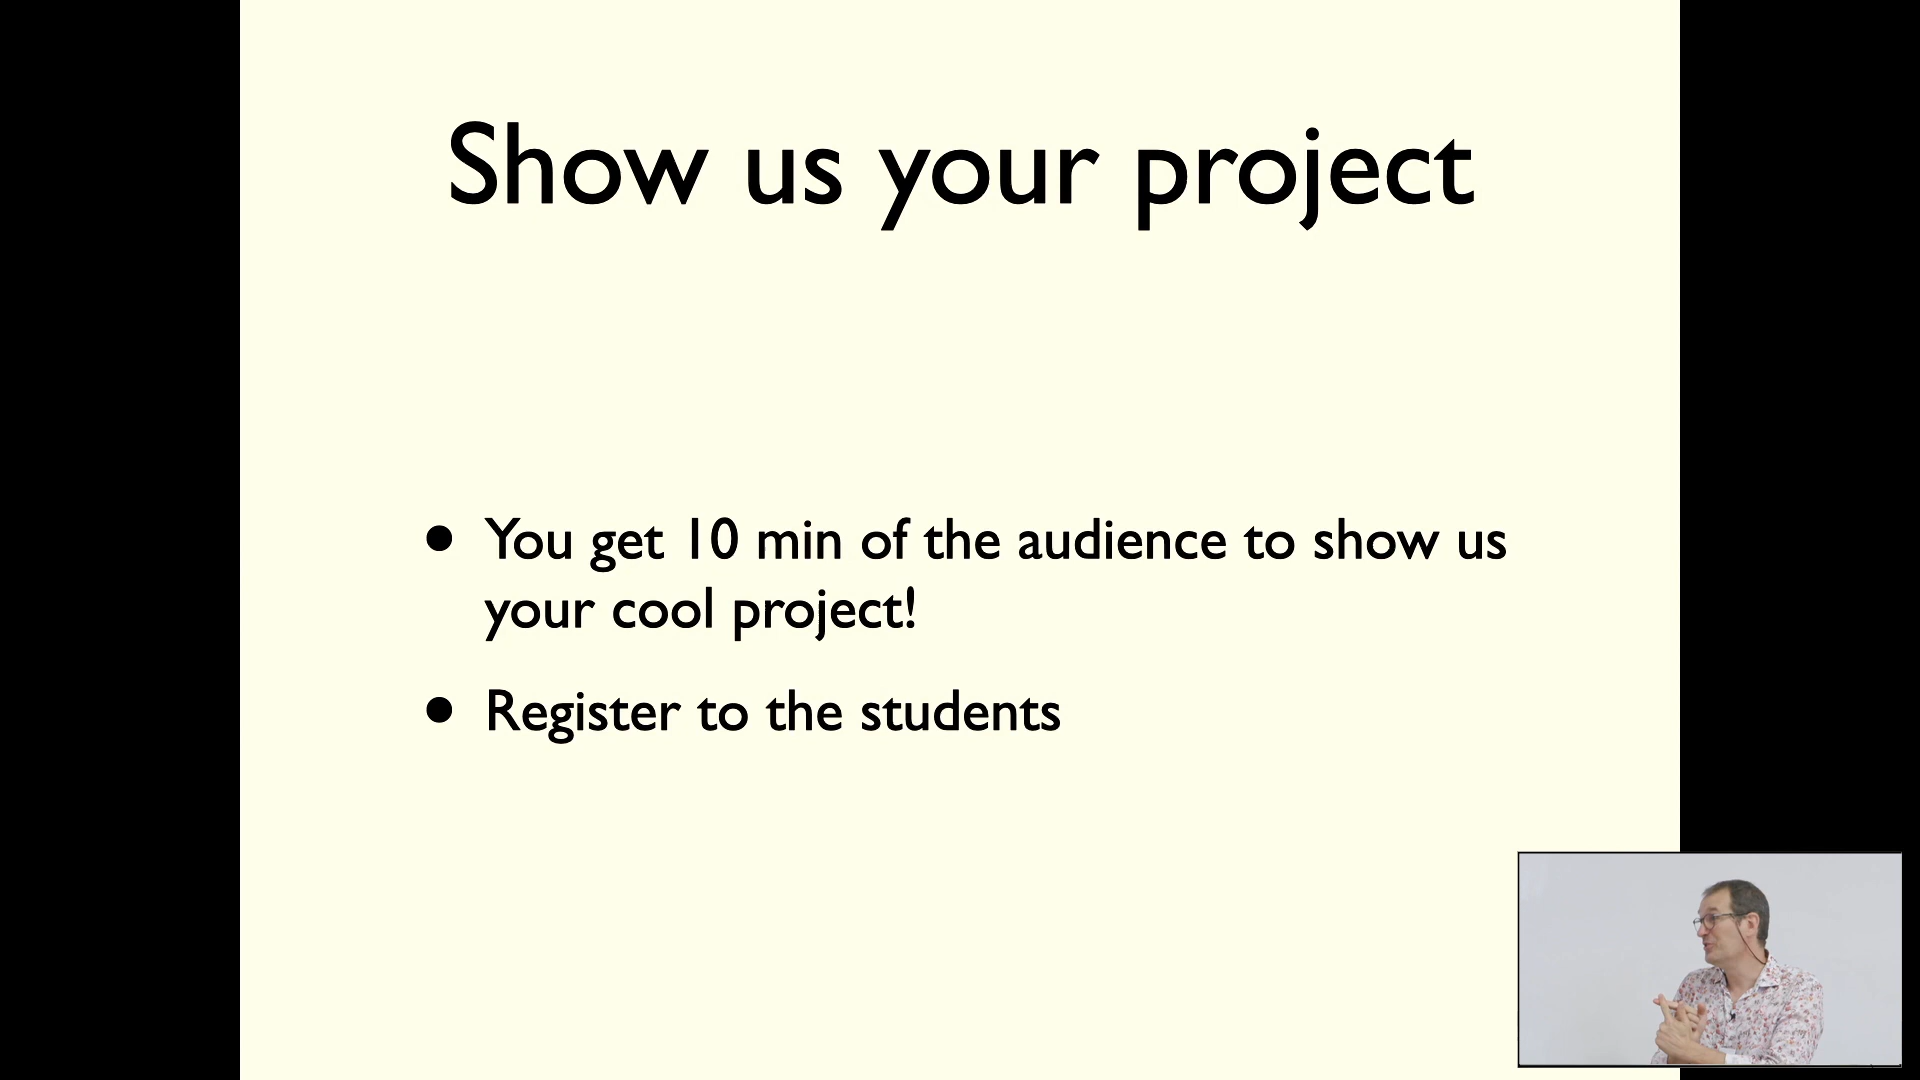 Show us your project
• You get 10 min of the audience to show us
your cool project!
• Register to the students